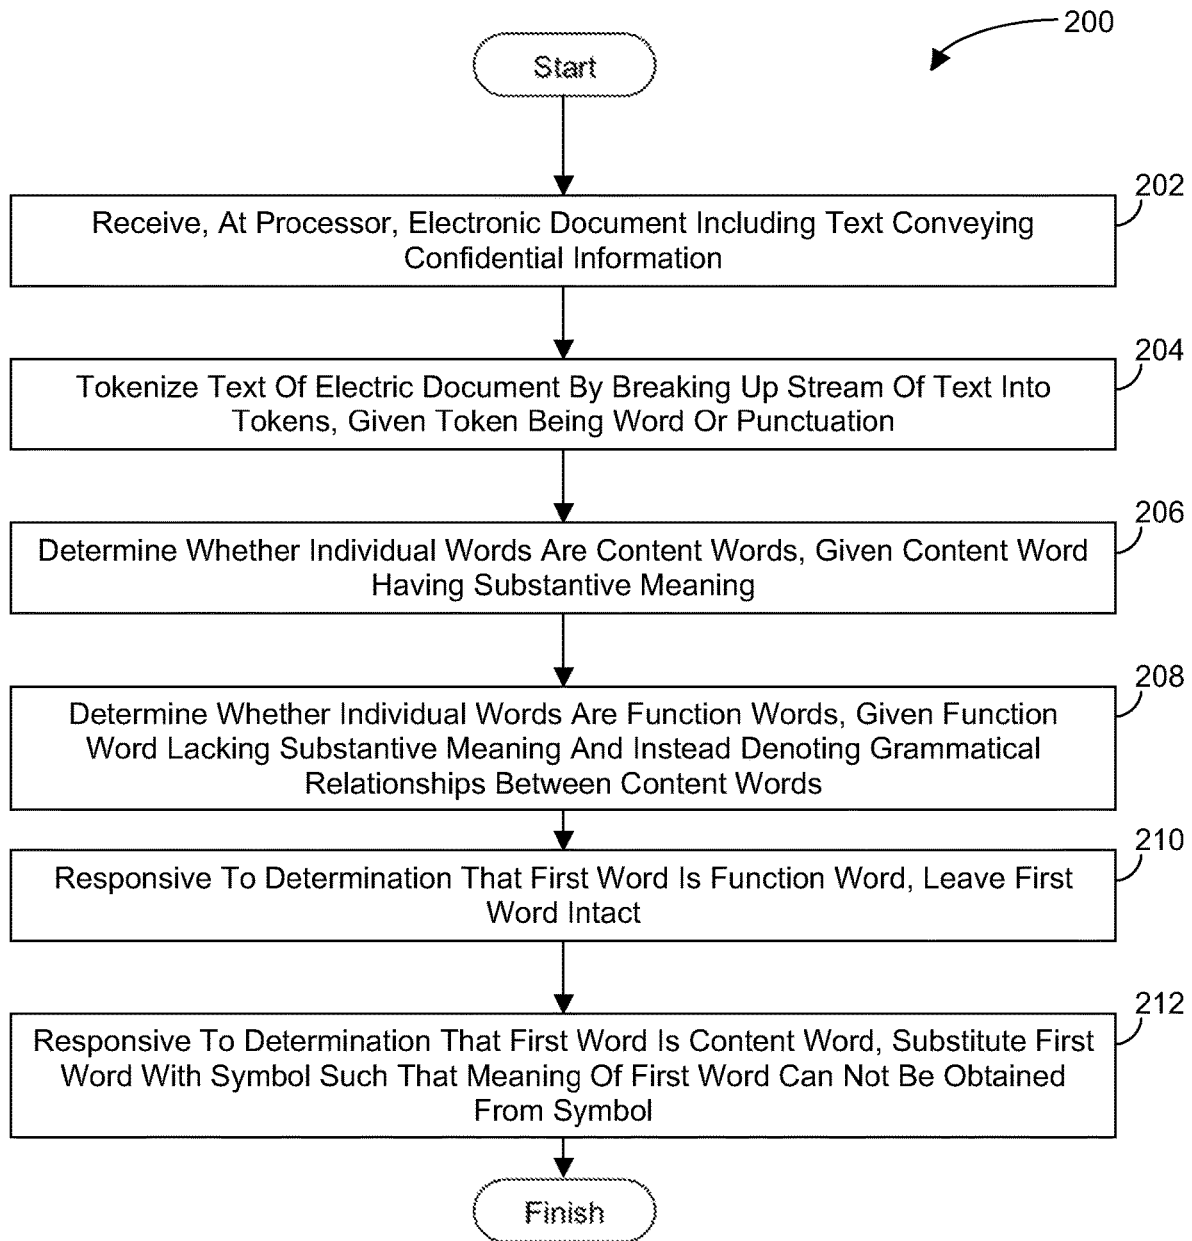 200
Start
202
Receive, At Processor, Electronic Document Including Text Conveying
Confidential Information
204
Tokenize Text Of Electric Document By Breaking Up Stream Of Text Into
Tokens, Given Token Being Word Or Punctuation
206
Determine Whether Individual Words Are Content Words, Given Content Word
Having Substantive Meaning
208
Determine Whether Individual Words Are Function Words, Given Function
Word Lacking Substantive Meaning And Instead Denoting Grammatical
Relationships Between Content Words
210
Responsive To Determination That First Word Is Function Word, Leave First
Word Intact
212
Responsive To Determination That First Word Is Content Word, Substitute First
Word With Symbol Such That Meaning Of First Word Can Not Be Obtained
From Symbol
Finish